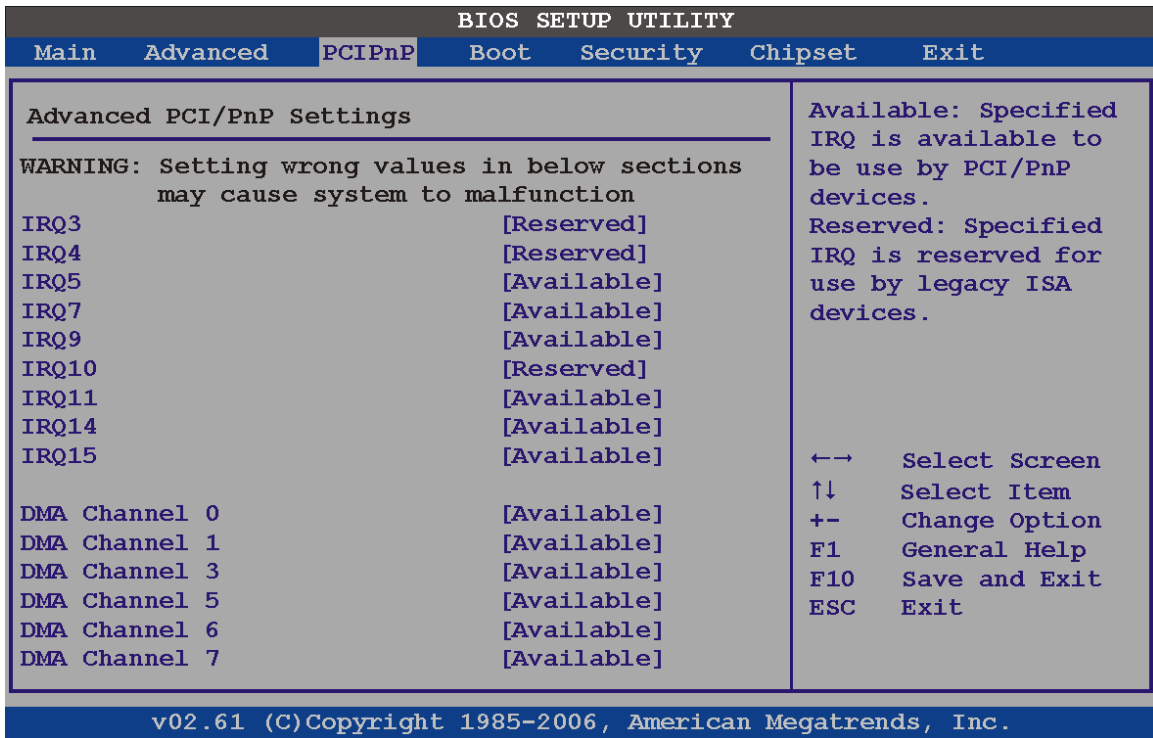 BIOS SETUP UTILITY
Main Advanced PCIPnP Boot Security Chipset Exit
Advanced PCI/PnP Settings
WARNING: Setting wrong values in below sections
may cause system to malfunction
IRQ3 [Reserved]
IRQ4 [Reserved]
IRQ5 [Available]
IRQ7 [Available]
IRQ9 [Available]
IRQ10 [Reserved]
IRQ11 [Available]
IRQ14 [Available]
IRQ15 [Available]
DMA Channel 0 [Available]
DMA Channel 1 [Available]
DMA Channel 3 [Available]
DMA Channel 5 [Available]
DMA Channel 6 [Available]
DMA Channel 7 [Available]
Available: Specified
IRQ is available to
be use by PCI/PnP
devices.
Reserved: Specified
IRQ is reserved for
use by legacy ISA
devices.
←→ Select Screen
↑↓ Select Item
+- Change Option
F1 General Help
F10 Save and Exit
ESC Exit
v02.61 (C)Copyright 1985-2006, American Megatrends, Inc.